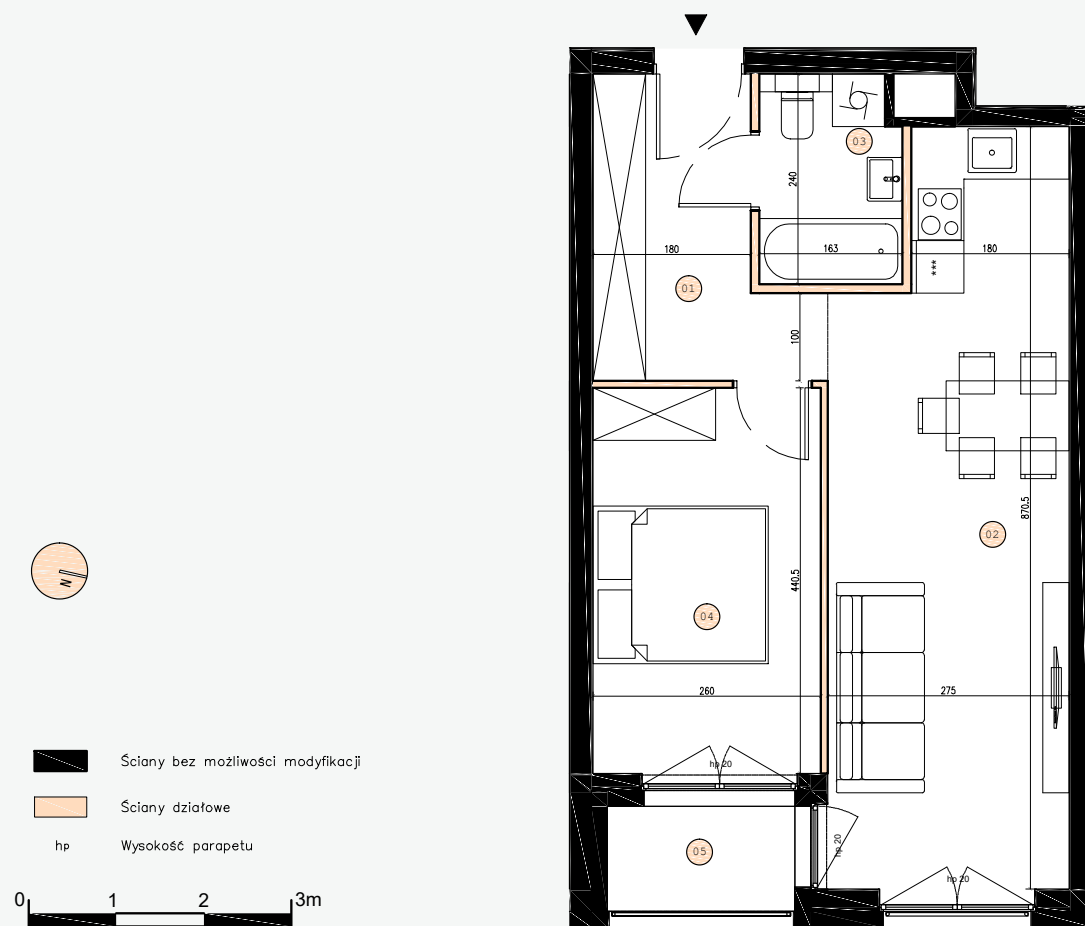 03
240
180
163
180
***
01
100
870.5
02
440.5
04
260
275
hp 20
05
hp 20
hp 20
N
Ściany bez możliwości modyfikacji
Ściany działowe
hp Wysokość parapetu
0 1 2 3m